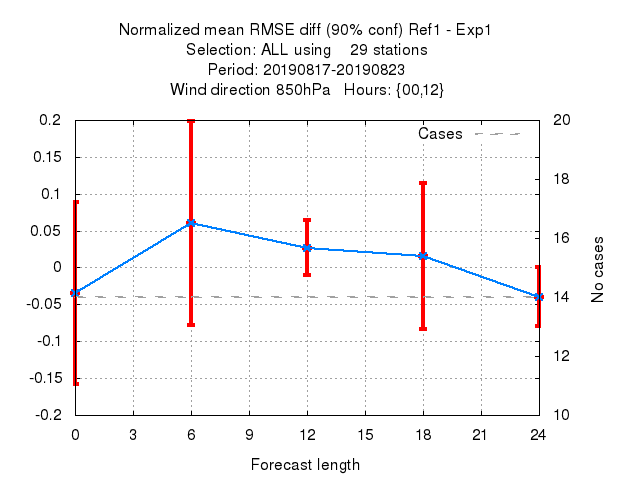 Normalized mean RMSE diff (90% conf) Ref1 - Exp1
Selection: ALL using 29 stations
Period: 20190817-20190823
Wind direction 850hPa Hours: {00,12}
Cases
0.2
0.15
0.1
0.05
0
-0.05
-0.1
-0.15
-0.2
20
18
16
14
12
10
No cases
0 3 6 9 12 15 18 21 24
Forecast length